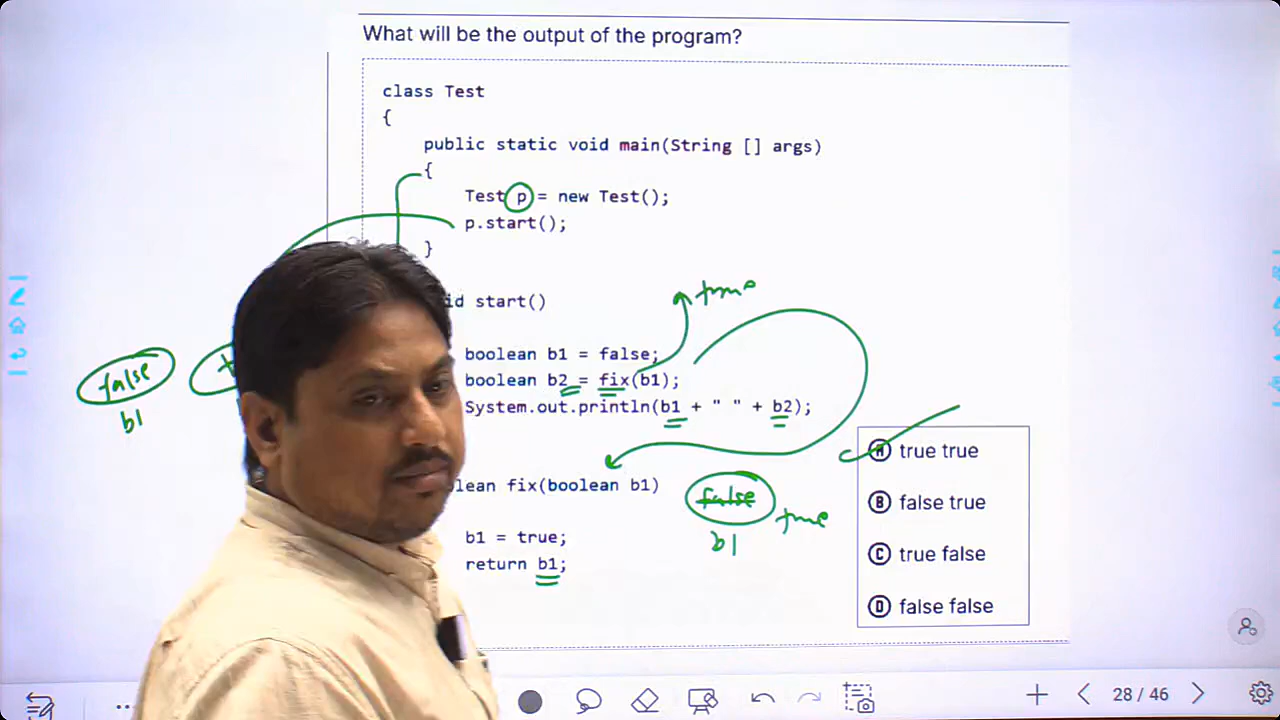 What will be the output of the program?
class Test
{
public static void main(String [] args)
{
Test p = new Test();
p.start();
}
start()
boolean b1 = false;
boolean b2 = fix(b1);
System.out.println(b1 + " " + b2);
fix(boolean b1)
b1 = true;
return b1;
true
false
b1
false
true
b1
A true true
B false true
C true false
D false false
28 / 46